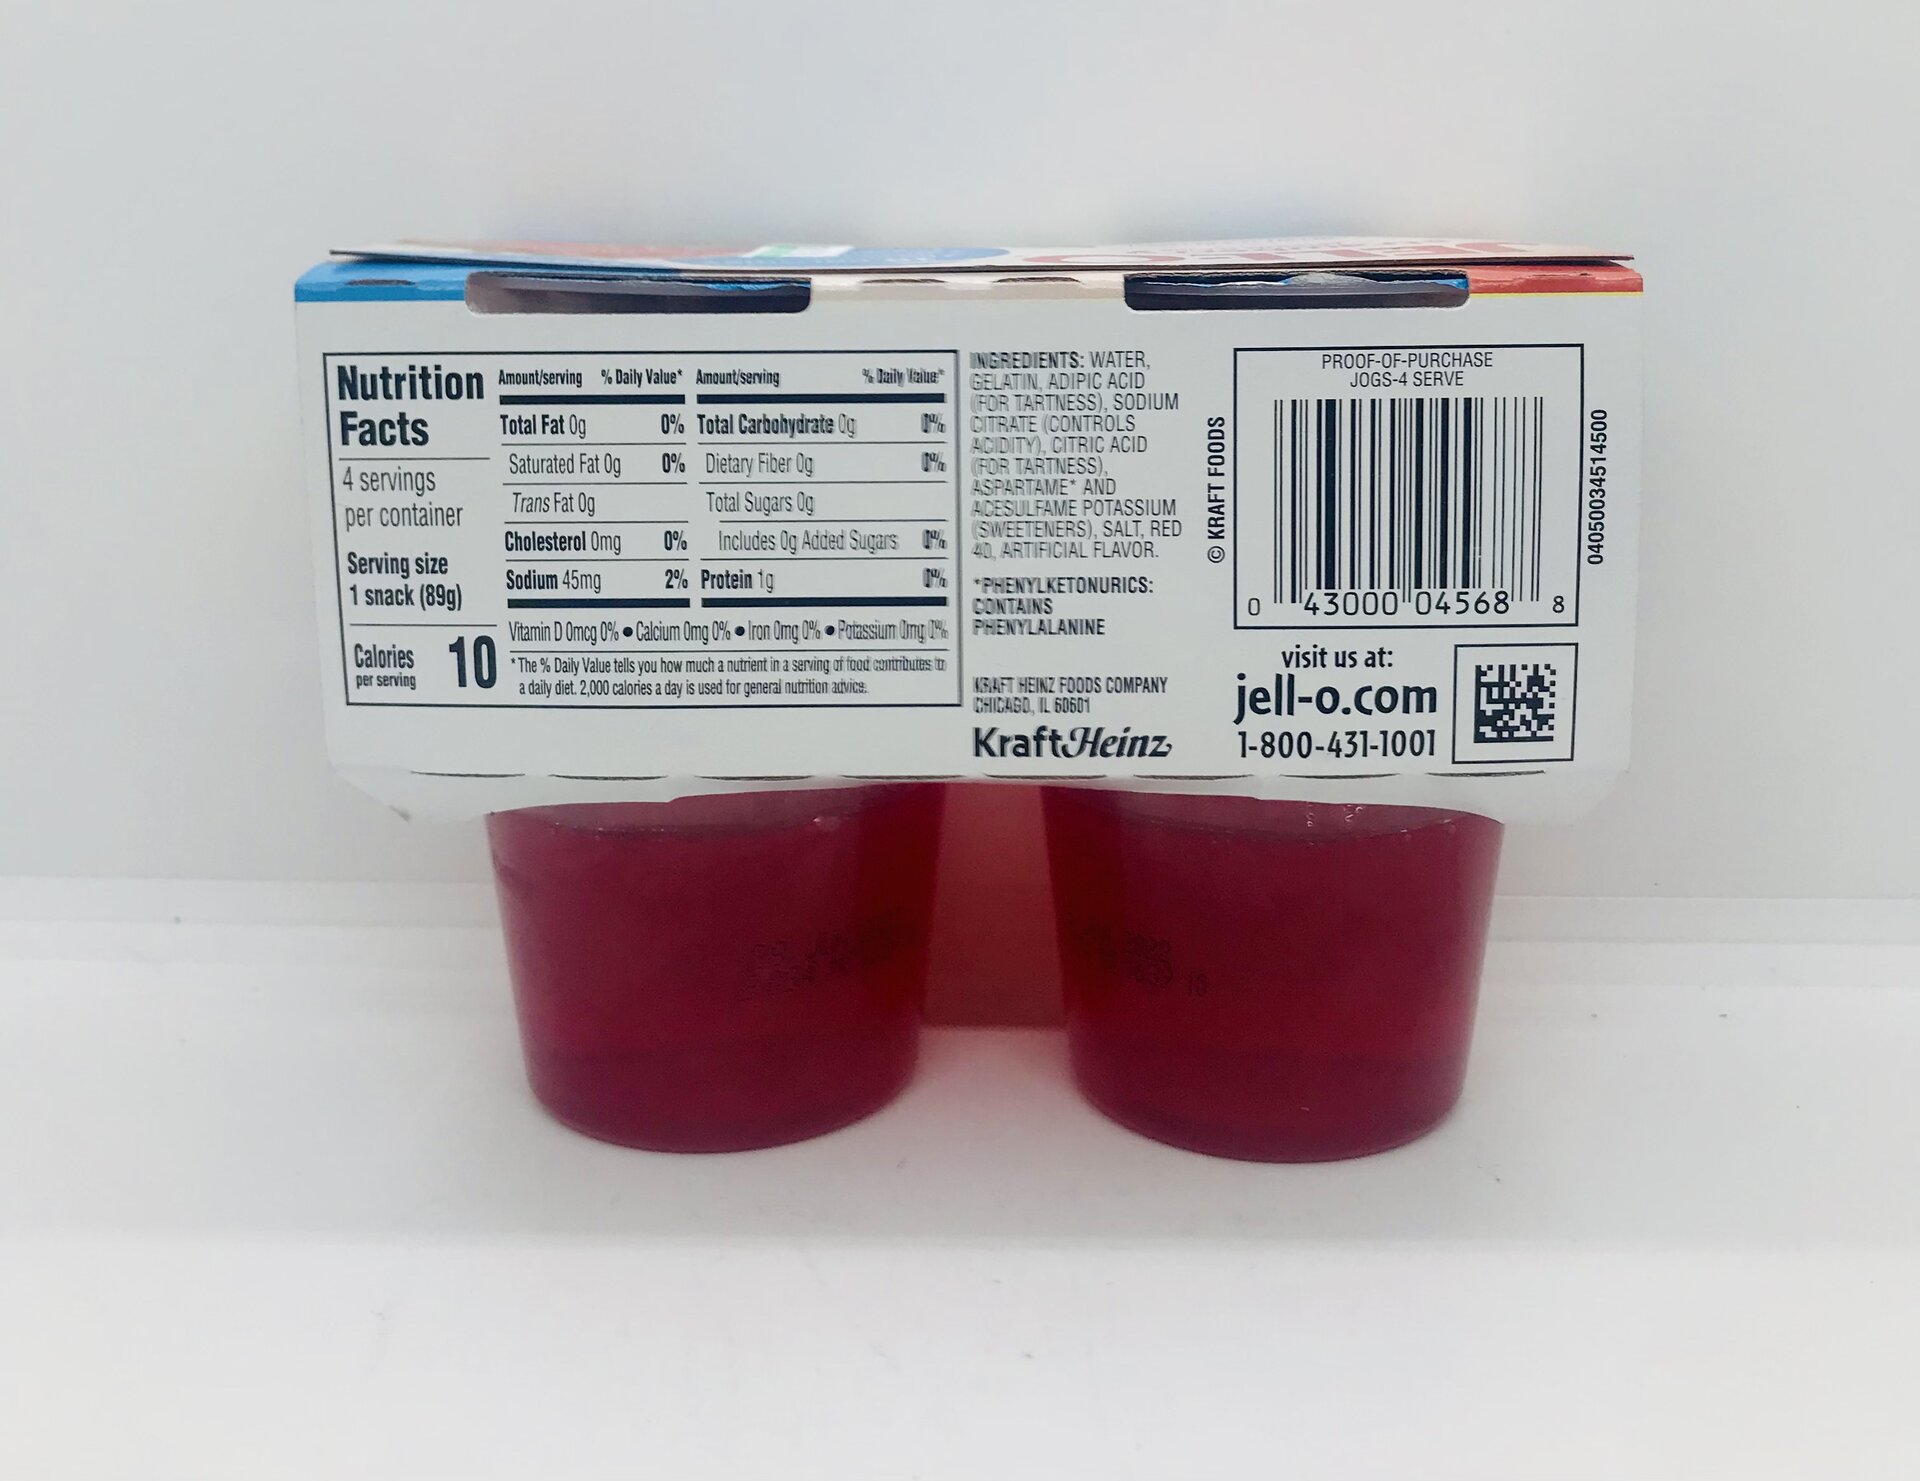 Nutrition
Facts
4 servings
per container
Serving size
1 snack (89g)
Calories
per serving
10
Amount/serving % Daily Value*
Total Fat 0g 0%
Saturated Fat 0g 0%
Trans Fat 0g
Cholesterol 0mg 0%
Sodium 45mg 2%
Amount/serving % Daily Value*
Total Carbohydrate 0g 0%
Dietary Fiber 0g 0%
Total Sugars 0g
Includes 0g Added Sugars 0%
Protein 1g 0%
Vitamin D 0mcg 0% ● Calcium 0mg 0% ● Iron 0mg 0% ● Potassium 0mg 0%
*The % Daily Value tells you how much a nutrient in a serving of food contributes to
a daily diet. 2,000 calories a day is used for general nutrition advice.
INGREDIENTS: WATER,
GELATIN, ADIPIC ACID
(FOR TARTNESS), SODIUM
CITRATE (CONTROLS
ACIDITY), CITRIC ACID
(FOR TARTNESS),
ASPARTAME* AND
ACESULFAME POTASSIUM
(SWEETENERS), SALT, RED
40, ARTIFICIAL FLAVOR.
*PHENYLKETONURICS:
CONTAINS
PHENYLALANINE
KRAFT HEINZ FOODS COMPANY
CHICAGO, IL 60601
KraftHeinz
© KRAFT FOODS
PROOF-OF-PURCHASE
JOGS-4 SERVE
0 43000 04568 8
04050034514500
visit us at:
jell-o.com
1-800-431-1001